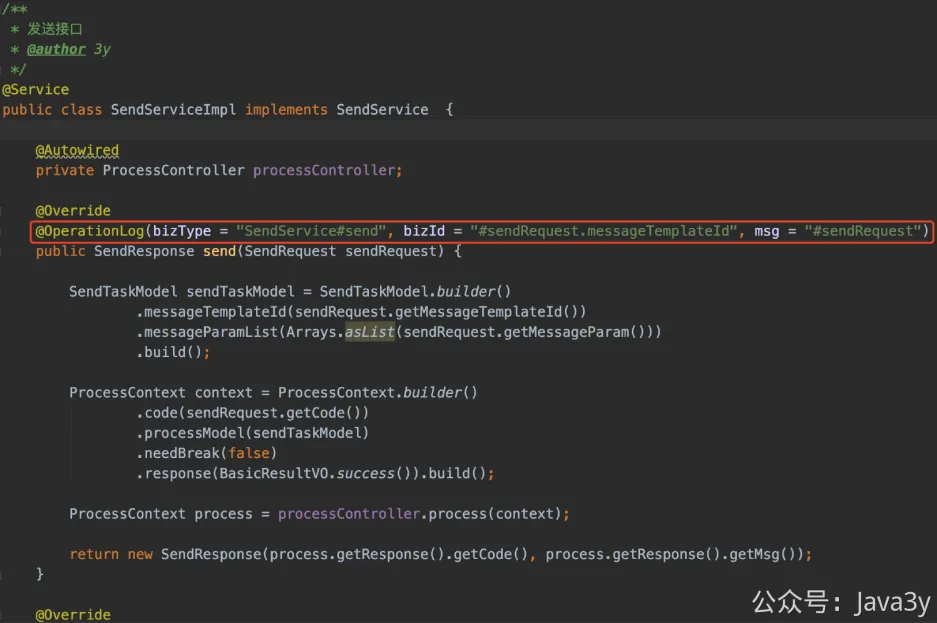 /**
 * 发送接口
 * @author 3y
 */
@Service
public class SendServiceImpl implements SendService  {
    @Autowired
    private ProcessController processController;
    @Override
    @OperationLog(bizType = "SendService#send", bizId = "#sendRequest.messageTemplateId", msg = "#sendRequest")
    public SendResponse send(SendRequest sendRequest) {
        SendTaskModel sendTaskModel = SendTaskModel.builder()
                .messageTemplateId(sendRequest.getMessageTemplateId())
                .messageParamList(Arrays.asList(sendRequest.getMessageParam()))
                .build();
        ProcessContext context = ProcessContext.builder()
                .code(sendRequest.getCode())
                .processModel(sendTaskModel)
                .needBreak(false)
                .response(BasicResultVO.success()).build();
        ProcessContext process = processController.process(context);
        return new SendResponse(process.getResponse().getCode(), process.getResponse().getMsg());
    }
    @Override
公众号：Java3y